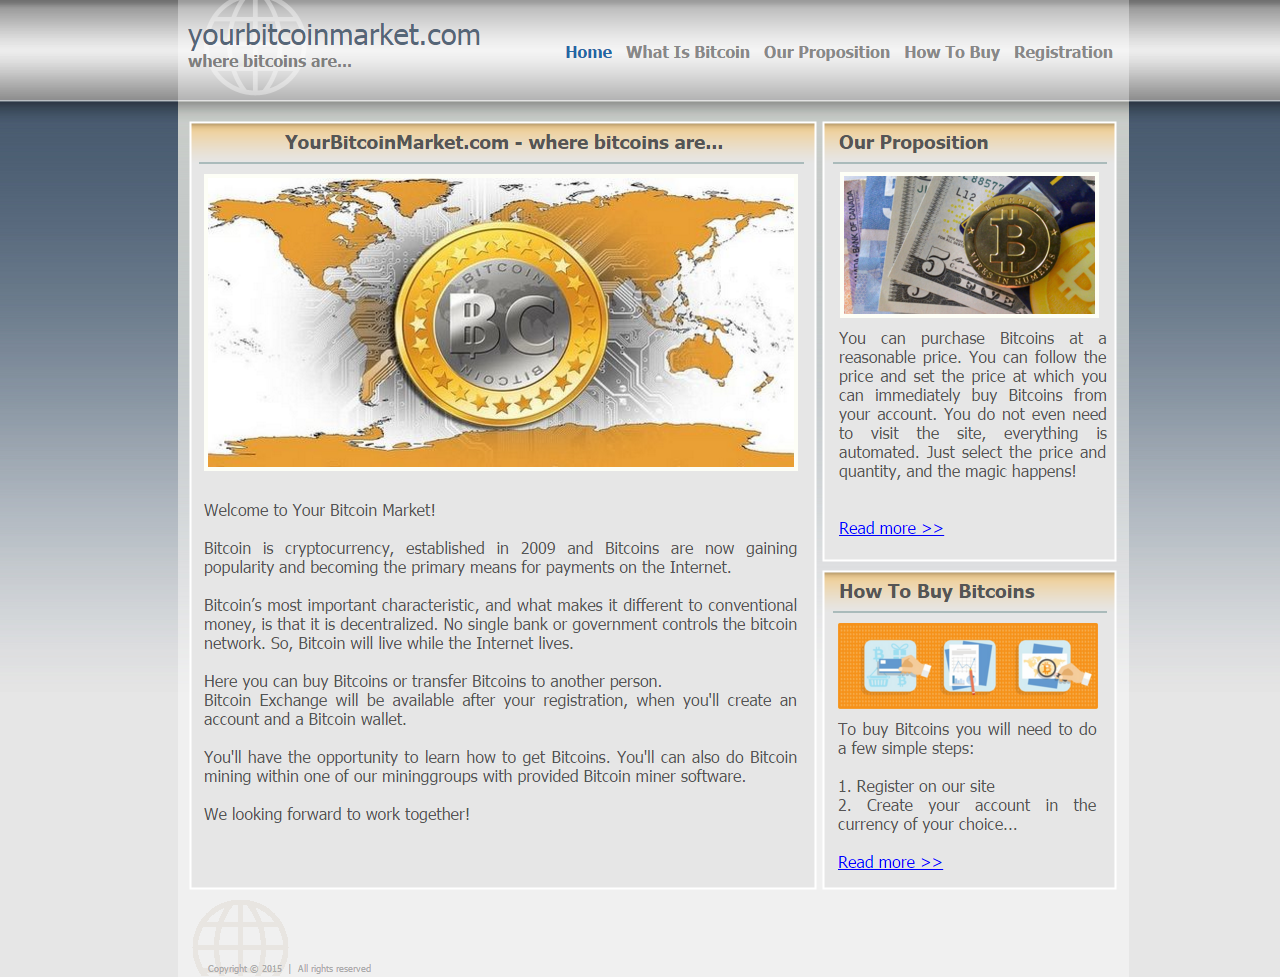 yourbitcoinmarket.com
where bitcoins are...
Home What Is Bitcoin Our Proposition How To Buy Registration
YourBitcoinMarket.com - where bitcoins are...
BITCOIN
BC
BITCOIN
Welcome to Your Bitcoin Market!
Bitcoin is cryptocurrency, established in 2009 and Bitcoins are now gaining
popularity and becoming the primary means for payments on the Internet.
Bitcoin’s most important characteristic, and what makes it different to conventional
money, is that it is decentralized. No single bank or government controls the bitcoin
network. So, Bitcoin will live while the Internet lives.
Here you can buy Bitcoins or transfer Bitcoins to another person.
Bitcoin Exchange will be available after your registration, when you'll create an
account and a Bitcoin wallet.
You'll have the opportunity to learn how to get Bitcoins. You'll can also do Bitcoin
mining within one of our mininggroups with provided Bitcoin miner software.
We looking forward to work together!
Our Proposition
BANK OF CANADA
L12
FIVE
VIRES IN NUMERIS
You can purchase Bitcoins at a
reasonable price. You can follow the
price and set the price at which you
can immediately buy Bitcoins from
your account. You do not even need
to visit the site, everything is
automated. Just select the price and
quantity, and the magic happens!
Read more >>
How To Buy Bitcoins
To buy Bitcoins you will need to do
a few simple steps:
1. Register on our site
2. Create your account in the
currency of your choice...
Read more >>
Copyright © 2015 | All rights reserved